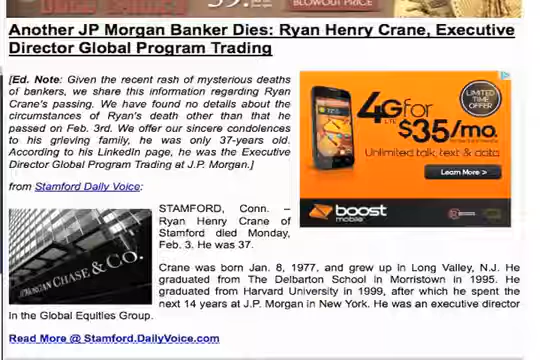 BLOWOUT PRICE
Another JP Morgan Banker Dies: Ryan Henry Crane, Executive
Director Global Program Trading
[Ed. Note: Given the recent rash of mysterious deaths
of bankers, we share this information regarding Ryan
Crane's passing. We have found no details about the
circumstances of Ryan's death other than that he
passed on Feb. 3rd. We offer our sincere condolences
to his grieving family, he was only 37-years old.
According to his LinkedIn page, he was the Executive
Director Global Program Trading at J.P. Morgan.]
from Stamford Daily Voice:
LIMITED
TIME
OFFER
4G for
LTE
$35/mo.
Unlimited talk, text & data
Learn More >
boost
mobile
JPMORGAN CHASE & CO.
STAMFORD, Conn. –
Ryan Henry Crane of
Stamford died Monday,
Feb. 3. He was 37.
Crane was born Jan. 8, 1977, and grew up in Long Valley, N.J. He
graduated from The Delbarton School in Morristown in 1995. He
graduated from Harvard University in 1999, after which he spent the
next 14 years at J.P. Morgan in New York. He was an executive director
in the Global Equities Group.
Read More @ Stamford.DailyVoice.com